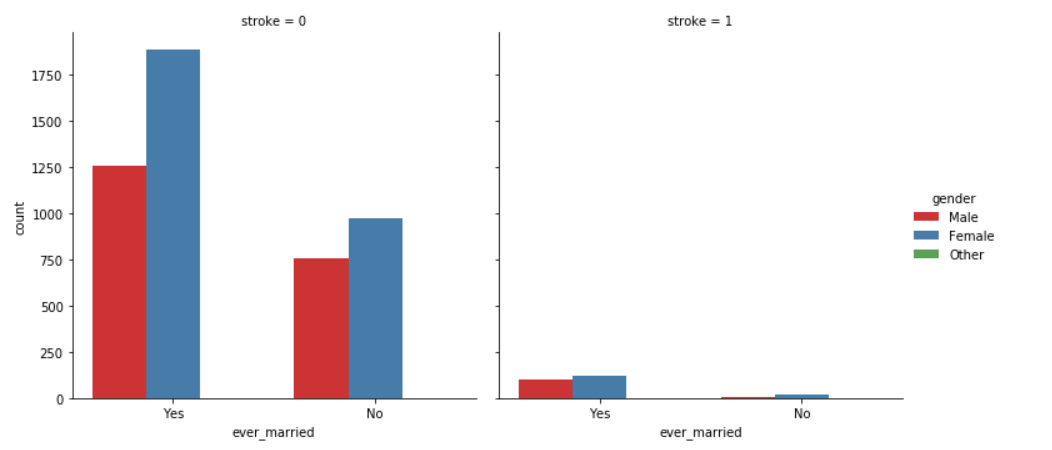 stroke = 0
stroke = 1
count
1750
1500
1250
1000
750
500
250
0
Yes
No
ever_married
Yes
No
ever_married
gender
Male
Female
Other